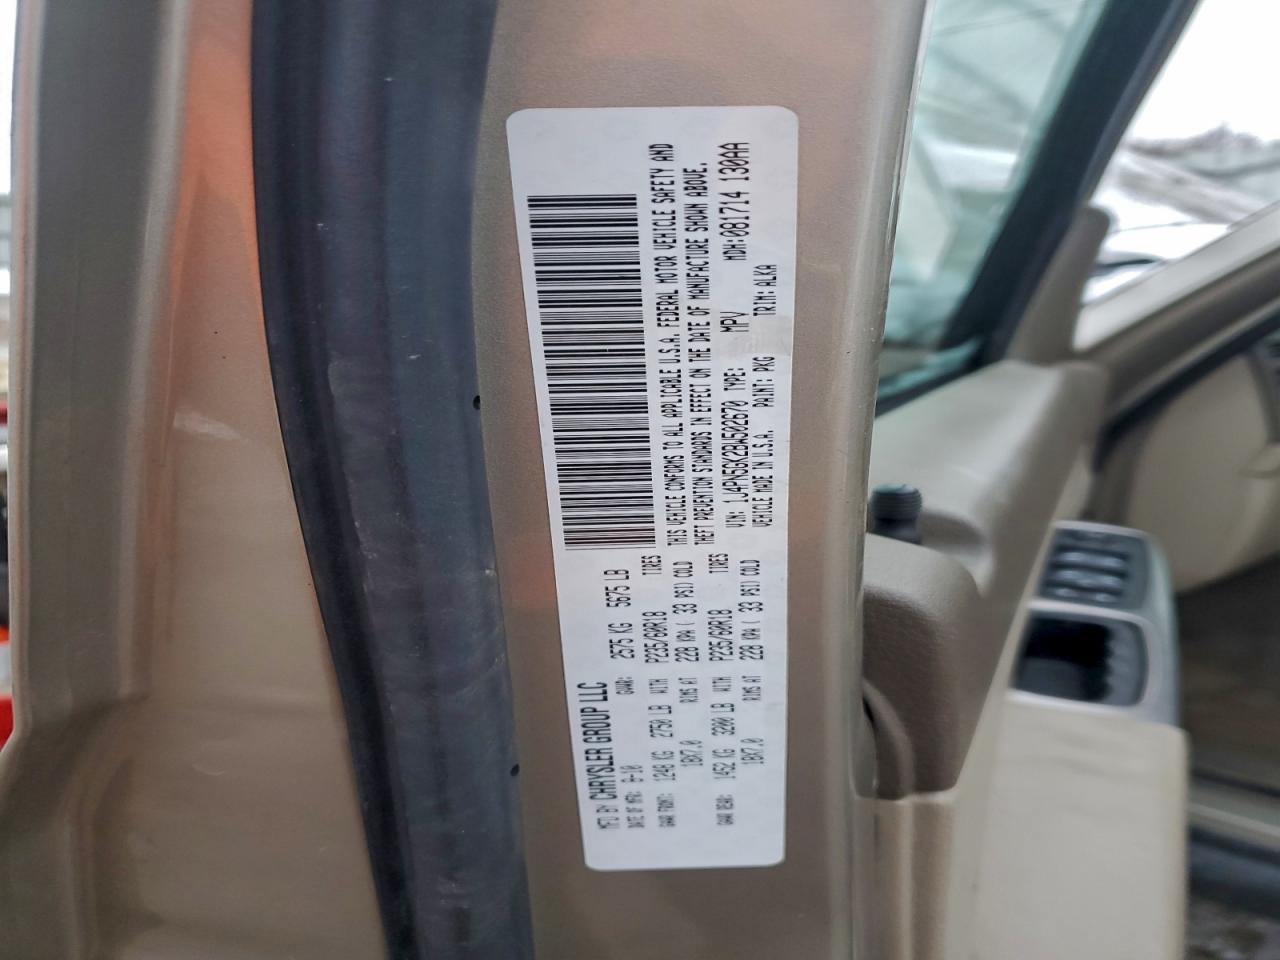 MFD BY CHRYSLER GROUP LLC
DATE OF MFR: 8-10 GVWR: 2575 KG 5675 LB
GAWR FRONT: 1246 KG 2750 LB WITH P235/60R18 TIRES
18X7.0 RIMS AT 228 KPA ( 33 PSI) COLD
GAWR REAR: 1452 KG 3200 LB WITH P235/60R18 TIRES
18X7.0 RIMS AT 228 KPA ( 33 PSI) COLD
THIS VEHICLE CONFORMS TO ALL APPLICABLE U.S.A. FEDERAL MOTOR VEHICLE SAFETY AND
THEFT PREVENTION STANDARDS IN EFFECT ON THE DATE OF MANUFACTURE SHOWN ABOVE.
VIN: 1J4PN5GK2BW502670 TYPE: MPV MDH: 081714 130AA
VEHICLE MADE IN U.S.A. PAINT: PKG TRIM: ALKA